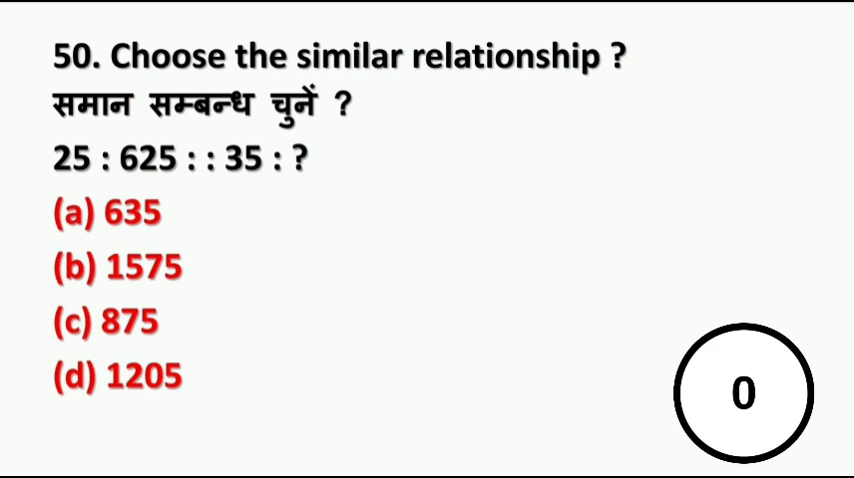 50. Choose the similar relationship ?
समान सम्बन्ध चुनें ?
25 : 625 : : 35 : ?
(a) 635
(b) 1575
(c) 875
(d) 1205
0